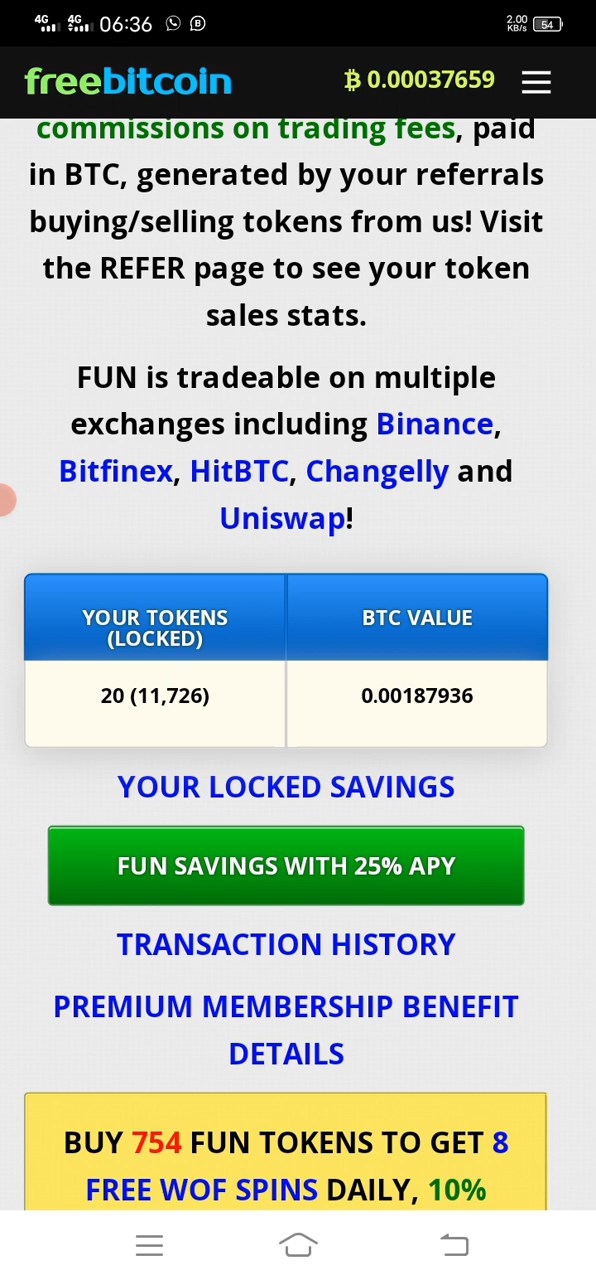 4G 4G 06:36 2.00 KB/s 54
freebitcoin ₿ 0.00037659
commissions on trading fees, paid
in BTC, generated by your referrals
buying/selling tokens from us! Visit
the REFER page to see your token
sales stats.
FUN is tradeable on multiple
exchanges including Binance,
Bitfinex, HitBTC, Changelly and
Uniswap!
YOUR TOKENS
(LOCKED)
BTC VALUE
20 (11,726)
0.00187936
YOUR LOCKED SAVINGS
FUN SAVINGS WITH 25% APY
TRANSACTION HISTORY
PREMIUM MEMBERSHIP BENEFIT
DETAILS
BUY 754 FUN TOKENS TO GET 8
FREE WOF SPINS DAILY, 10%